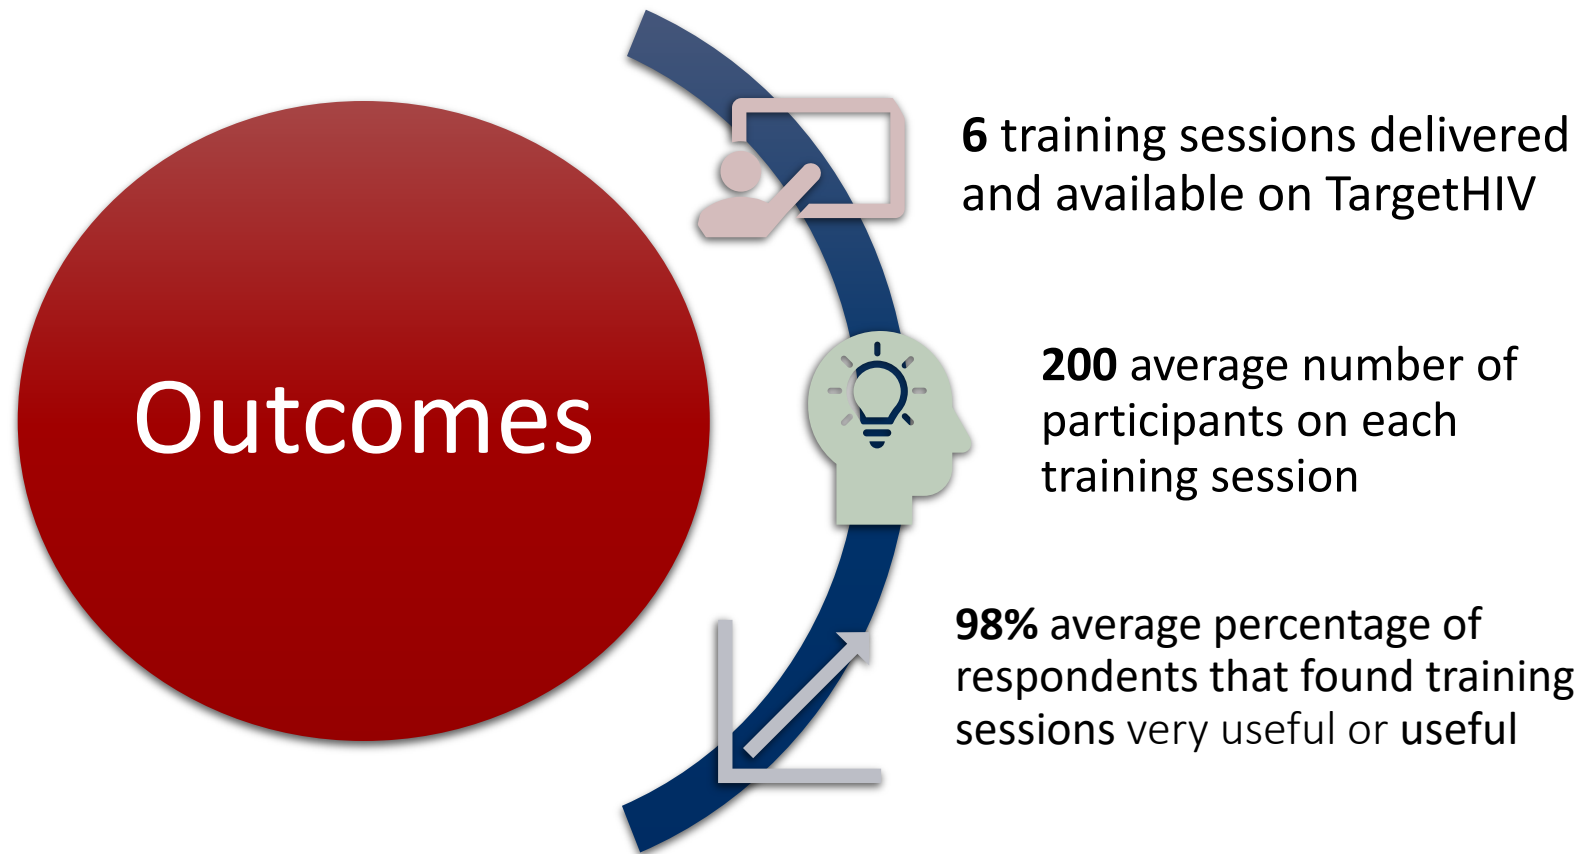 Outcomes
6 training sessions delivered
and available on TargetHIV
200 average number of
participants on each
training session
98% average percentage of
respondents that found training
sessions very useful or useful